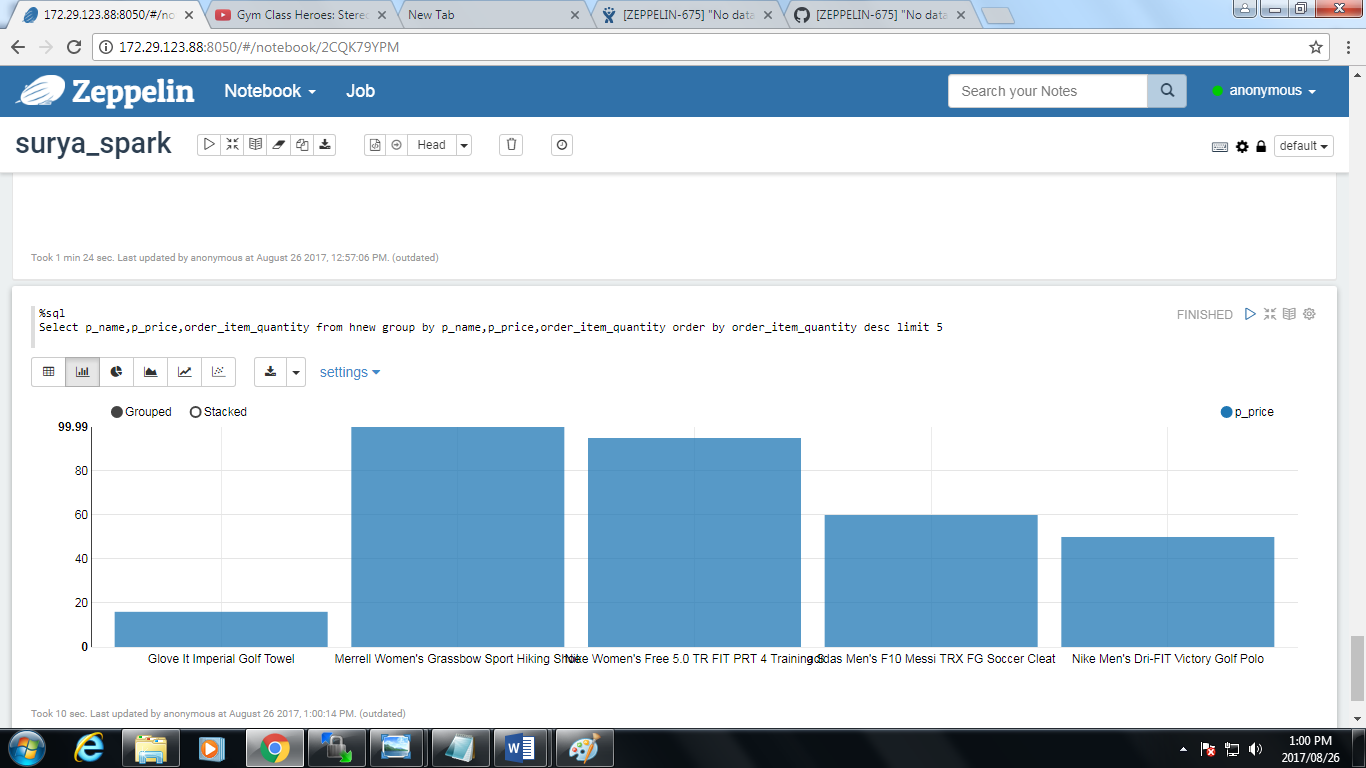 172.29.123.88:8050/#/no
Gym Class Heroes: Stere
New Tab
[ZEPPELIN-675] "No data
[ZEPPELIN-675] "No data
172.29.123.88:8050/#/notebook/2CQK79YPM
Zeppelin
Notebook
Job
Search your Notes
anonymous
surya_spark
Head
default
Took 1 min 24 sec. Last updated by anonymous at August 26 2017, 12:57:06 PM. (outdated)
%sql
Select p_name,p_price,order_item_quantity from hnew group by p_name,p_price,order_item_quantity order by order_item_quantity desc limit 5
FINISHED
settings
Grouped
Stacked
p_price
99.99
80
60
40
20
0
Glove It Imperial Golf Towel
Merrell Women's Grassbow Sport Hiking Shoe
Nike Women's Free 5.0 TR FIT PRT 4 Training S
adidas Men's F10 Messi TRX FG Soccer Cleat
Nike Men's Dri-FIT Victory Golf Polo
Took 10 sec. Last updated by anonymous at August 26 2017, 1:00:14 PM. (outdated)
1:00 PM
2017/08/26